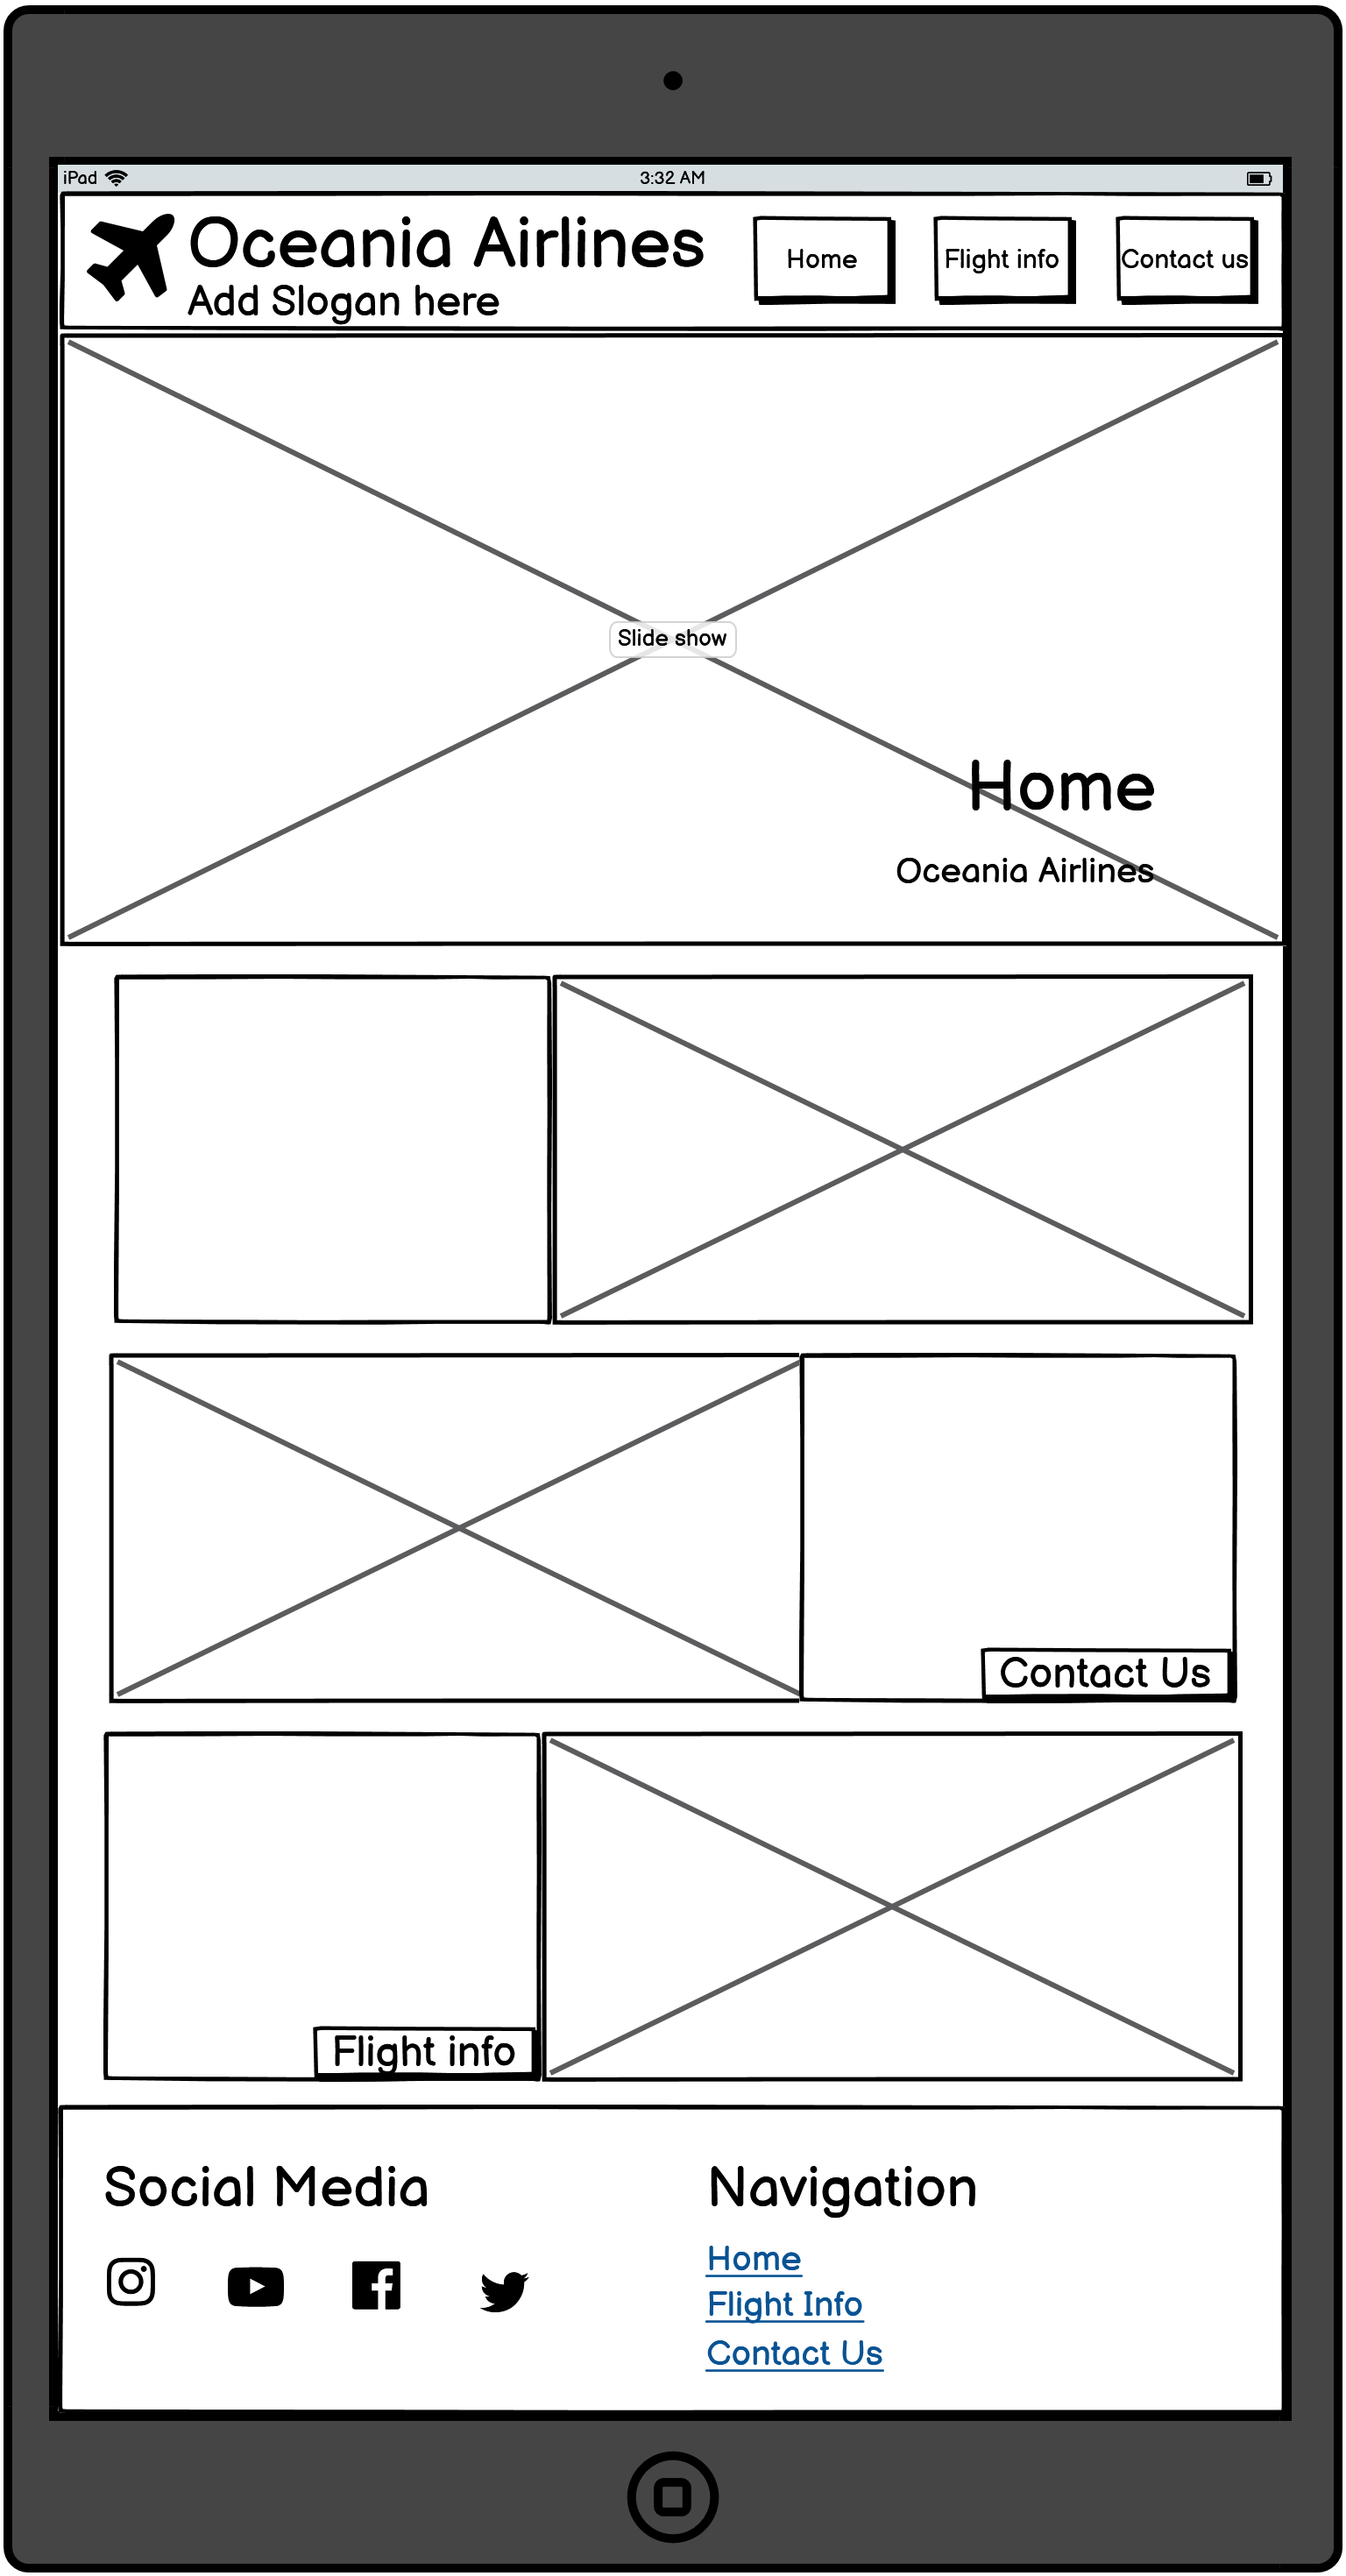 iPad
3:32 AM
Oceania Airlines
Add Slogan here
Home
Flight info
Contact us
Slide show
Home
Oceania Airlines
Contact Us
Flight info
Social Media
Navigation
Home
Flight Info
Contact Us